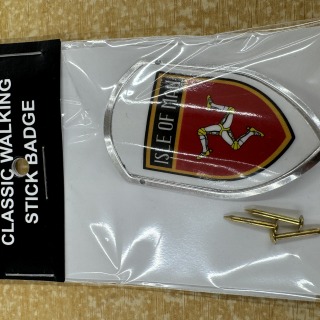 CLASSIC WALKING
STICK BADGE
ISLE OF MAN